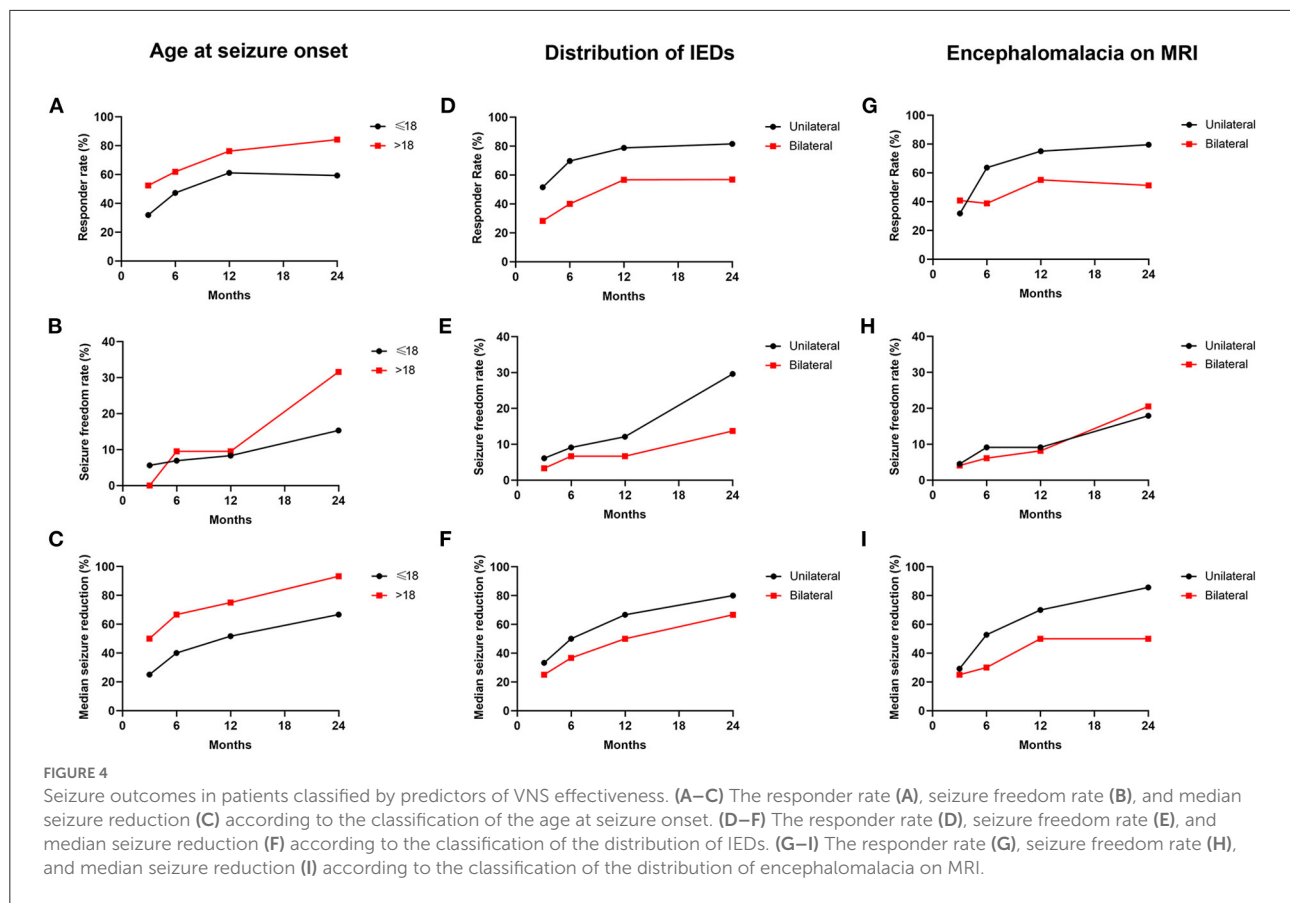 Age at seizure onset
Distribution of IEDs
Encephalomalacia on MRI
A
Responder rate (%)
100
80
60
40
20
0
0 6 12 18 24
Months
≤18
>18
D
Responder Rate (%)
100
80
60
40
20
0
0 6 12 18 24
Months
Unilateral
Bilateral
G
Responder Rate (%)
100
80
60
40
20
0
0 6 12 18 24
Months
Unilateral
Bilateral
B
Seizure freedom rate (%)
40
30
20
10
0
0 6 12 18 24
Months
≤18
>18
E
Seizure freedom rate (%)
40
30
20
10
0
0 6 12 18 24
Months
Unilateral
Bilateral
H
Seizure freedom rate (%)
40
30
20
10
0
0 6 12 18 24
Months
Unilateral
Bilateral
C
Median seizure reduction (%)
100
80
60
40
20
0
0 6 12 18 24
Months
≤18
>18
F
Median seizure reduction (%)
100
80
60
40
20
0
0 6 12 18 24
Months
Unilateral
Bilateral
I
Median seizure reduction (%)
100
80
60
40
20
0
0 6 12 18 24
Months
Unilateral
Bilateral
FIGURE 4
Seizure outcomes in patients classified by predictors of VNS effectiveness. (A–C) The responder rate (A), seizure freedom rate (B), and median
seizure reduction (C) according to the classification of the age at seizure onset. (D–F) The responder rate (D), seizure freedom rate (E), and
median seizure reduction (F) according to the classification of the distribution of IEDs. (G–I) The responder rate (G), seizure freedom rate (H),
and median seizure reduction (I) according to the classification of the distribution of encephalomalacia on MRI.